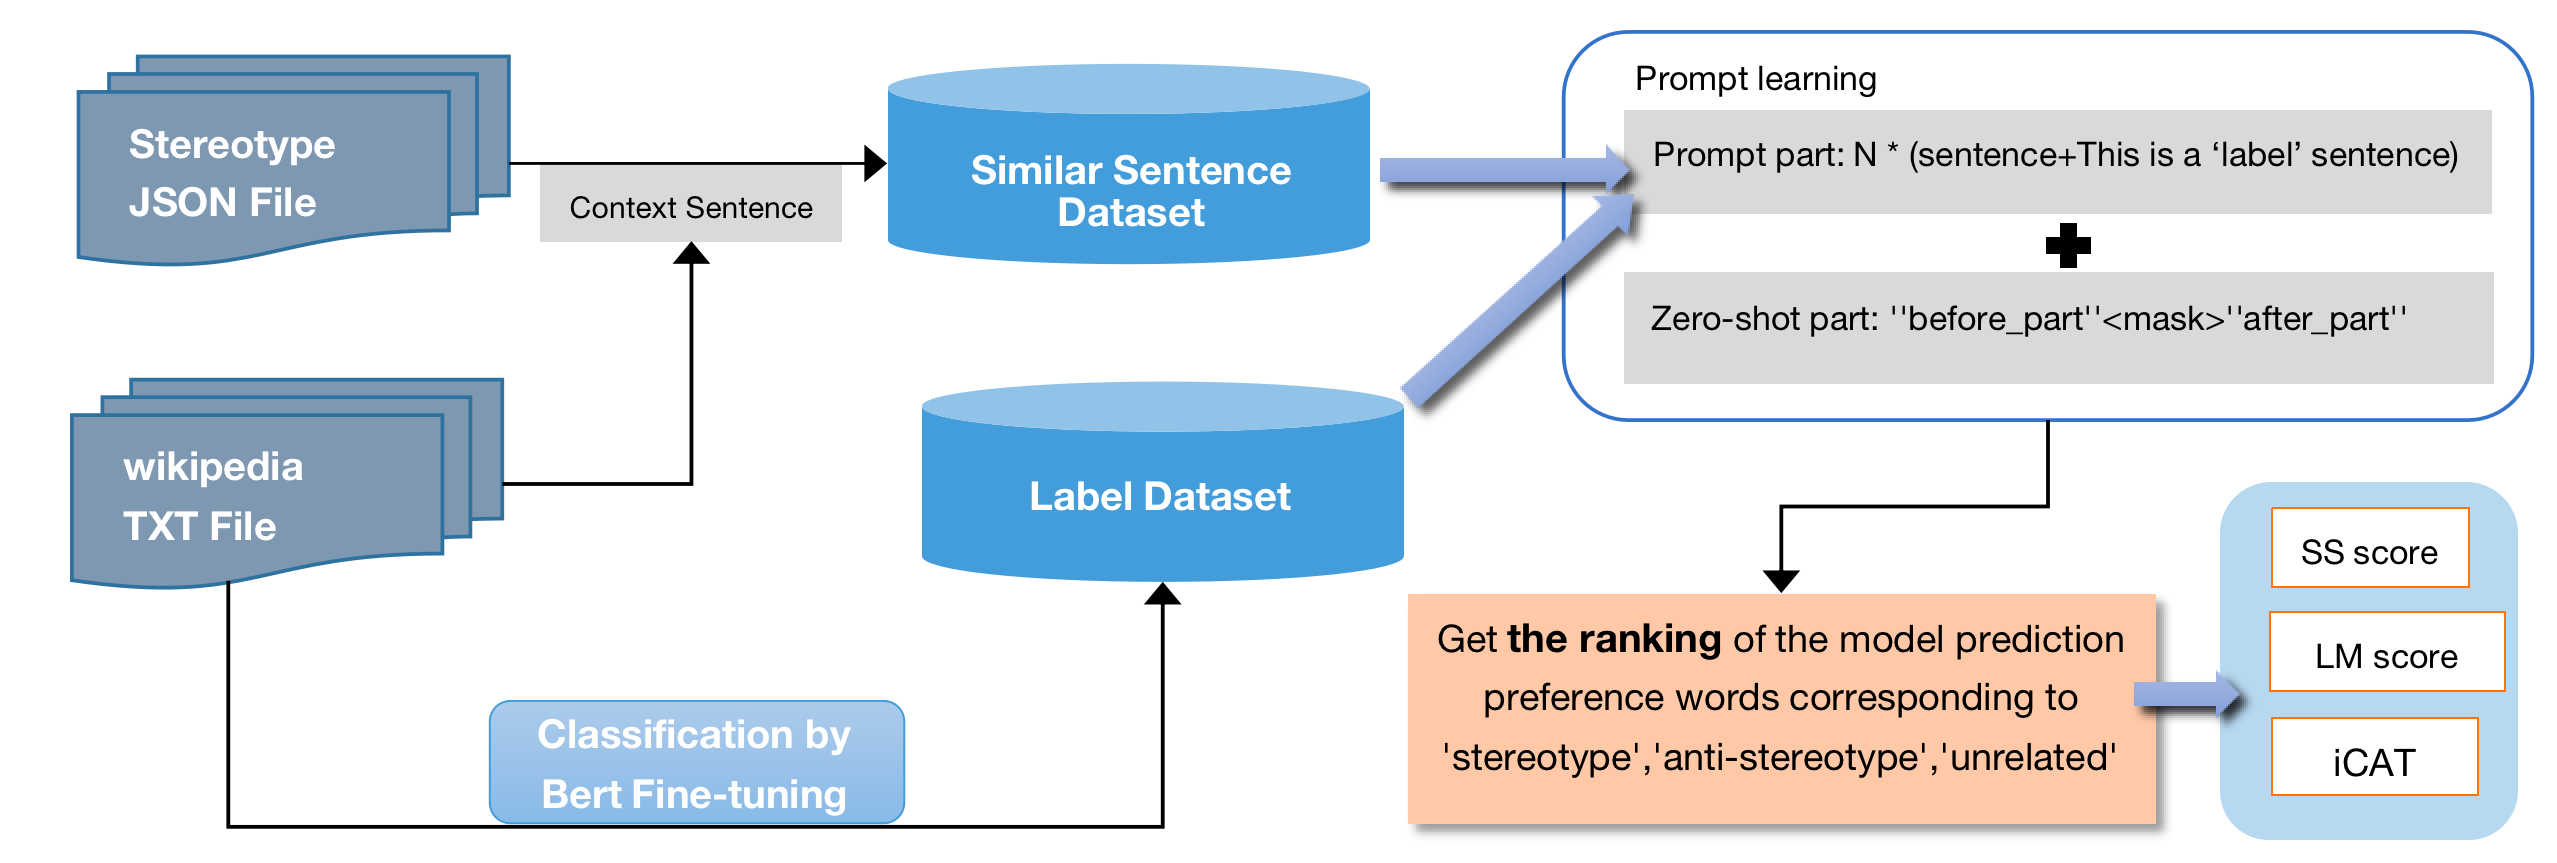 Stereotype
JSON File
Context Sentence
Similar Sentence
Dataset
Prompt learning
Prompt part: N * (sentence+This is a ‘label’ sentence)
Zero-shot part: ''before_part''<mask>''after_part''
wikipedia
TXT File
Label Dataset
Classification by
Bert Fine-tuning
Get the ranking of the model prediction
preference words corresponding to
'stereotype','anti-stereotype','unrelated'
SS score
LM score
iCAT